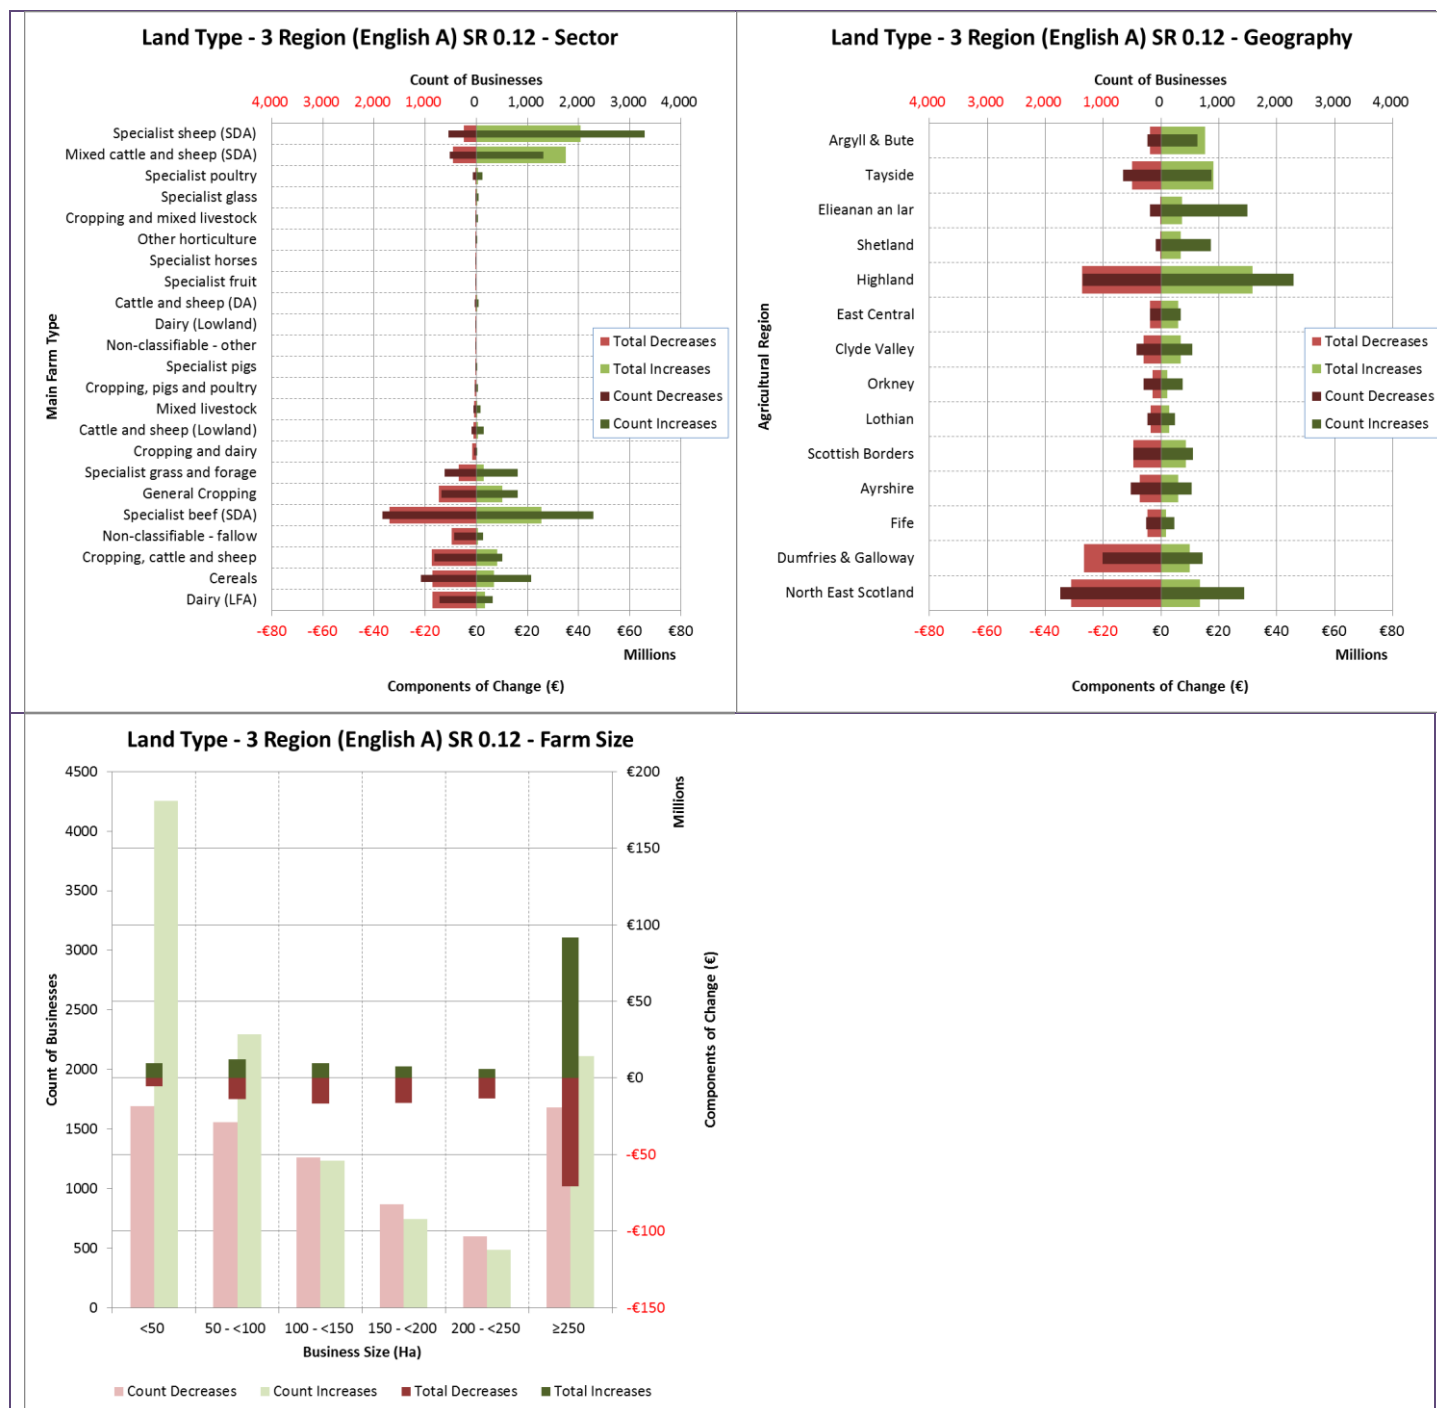 Land Type - 3 Region (English A) SR 0.12 - Sector
Count of Businesses
4,000 3,000 2,000 1,000 0 1,000 2,000 3,000 4,000
Main Farm Type
Specialist sheep (SDA)
Mixed cattle and sheep (SDA)
Specialist poultry
Specialist glass
Cropping and mixed livestock
Other horticulture
Specialist horses
Specialist fruit
Cattle and sheep (DA)
Dairy (Lowland)
Non-classifiable - other
Specialist pigs
Cropping, pigs and poultry
Mixed livestock
Cattle and sheep (Lowland)
Cropping and dairy
Specialist grass and forage
General Cropping
Specialist beef (SDA)
Non-classifiable - fallow
Cropping, cattle and sheep
Cereals
Dairy (LFA)
Total Decreases
Total Increases
Count Decreases
Count Increases
-€80 -€60 -€40 -€20 €0 €20 €40 €60 €80
Millions
Components of Change (€)
Land Type - 3 Region (English A) SR 0.12 - Geography
Count of Businesses
4,000 3,000 2,000 1,000 0 1,000 2,000 3,000 4,000
Agricultural Region
Argyll & Bute
Tayside
Elieanan an Iar
Shetland
Highland
East Central
Clyde Valley
Orkney
Lothian
Scottish Borders
Ayrshire
Fife
Dumfries & Galloway
North East Scotland
Total Decreases
Total Increases
Count Decreases
Count Increases
-€80 -€60 -€40 -€20 €0 €20 €40 €60 €80
Millions
Components of Change (€)
Land Type - 3 Region (English A) SR 0.12 - Farm Size
Count of Businesses
4500
4000
3500
3000
2500
2000
1500
1000
500
0
€200
€150
€100
€50
€0
-€50
-€100
-€150
Millions
Components of Change (€)
<50 50 - <100 100 - <150 150 - <200 200 - <250 ≥250
Business Size (Ha)
Count Decreases Count Increases Total Decreases Total Increases